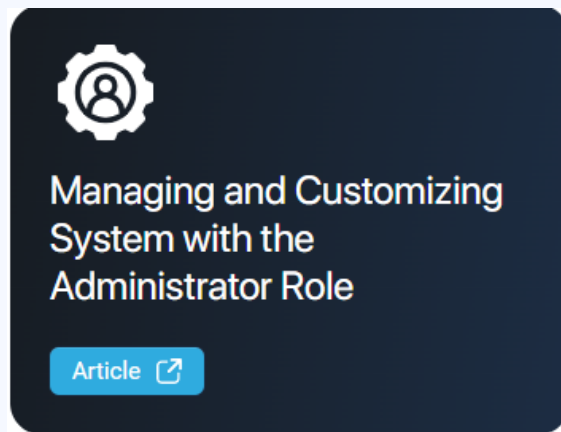 Managing and Customizing
System with the
Administrator Role
Article